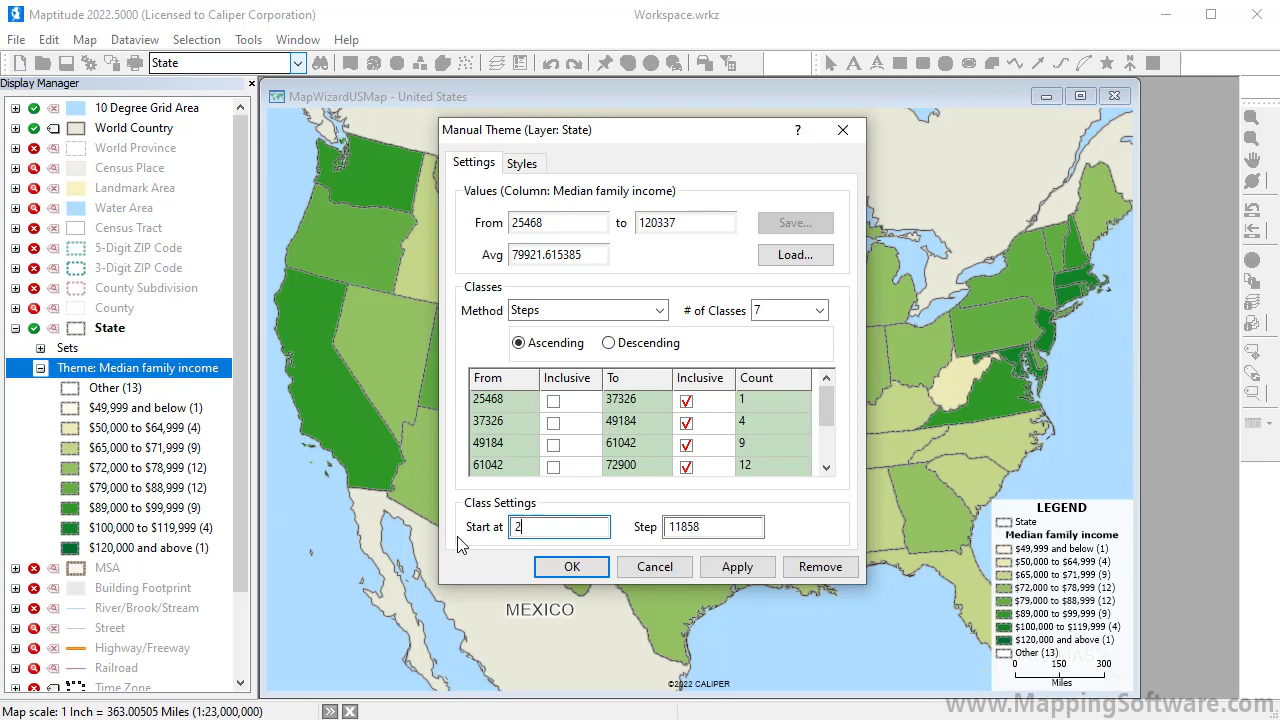 Maptitude 2022.5000 (Licensed to Caliper Corporation)
Workspace.wrkz
File Edit Map Dataview Selection Tools Window Help
State
Display Manager
10 Degree Grid Area
World Country
World Province
Census Place
Landmark Area
Water Area
Census Tract
5-Digit ZIP Code
3-Digit ZIP Code
County Subdivision
County
State
Sets
Theme: Median family income
Other (13)
$49,999 and below (1)
$50,000 to $64,999 (4)
$65,000 to $71,999 (9)
$72,000 to $78,999 (12)
$79,000 to $88,999 (12)
$89,000 to $99,999 (9)
$100,000 to $119,999 (4)
$120,000 and above (1)
MSA
Building Footprint
River/Brook/Stream
Street
Highway/Freeway
Railroad
Time Zone
MapWizardUSMap - United States
Manual Theme (Layer: State)
?
Settings Styles
Values (Column: Median family income)
From 25468 to 120337 Save...
Avg 79921.615385 Load...
Classes
Method Steps # of Classes 7
Ascending Descending
From Inclusive To Inclusive Count
25468 37326 1
37326 49184 4
49184 61042 9
61042 72900 12
Class Settings
Start at 2 Step 11858
OK Cancel Apply Remove
MEXICO
©2022 CALIPER
LEGEND
State
Median family income
$49,999 and below (1)
$50,000 to $64,999 (4)
$65,000 to $71,999 (9)
$72,000 to $78,999 (12)
$79,000 to $88,999 (12)
$89,000 to $99,999 (9)
$100,000 to $119,999 (4)
$120,000 and above (1)
Other (13)
0 150 300
Miles
Map scale: 1 Inch = 363.00505 Miles (1:23,000,000)
www.MappingSoftware.com